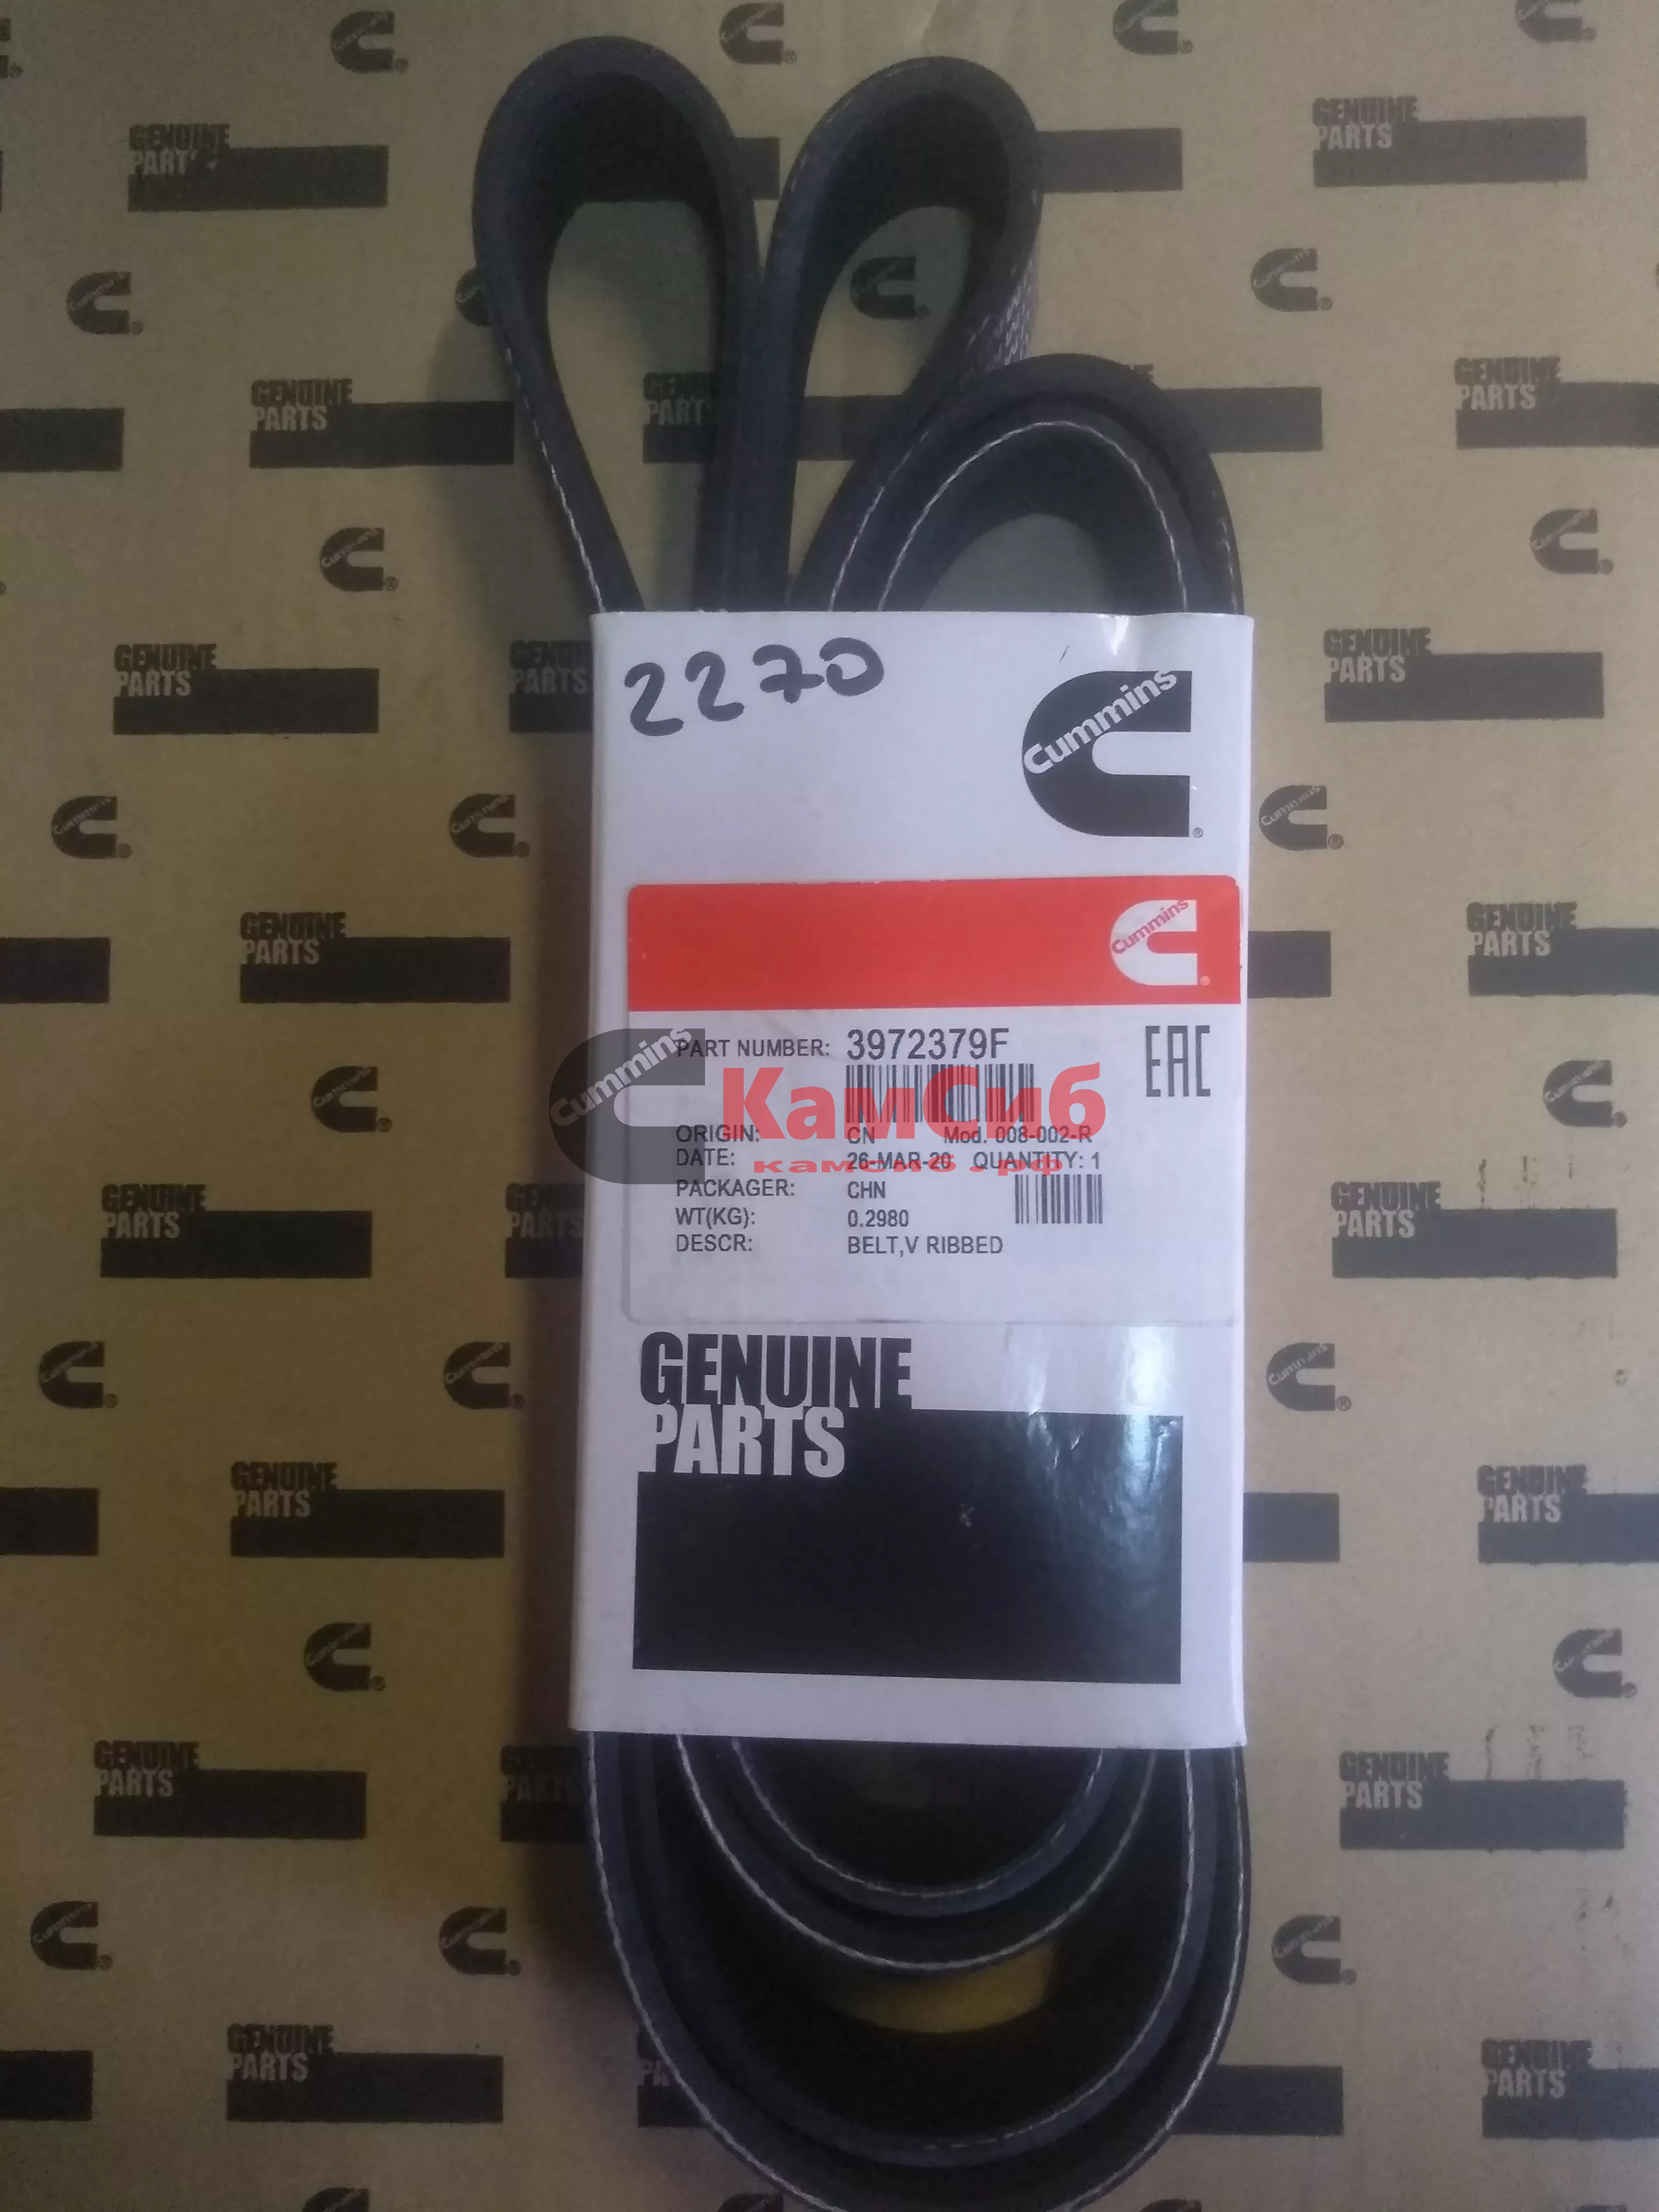 2270
Cummins
Cummins
PART NUMBER: 3972379F
EAC
Cummins
КамСиб
ORIGIN: CN Mod. 008-002-R
камсиб.рф
DATE: 26-MAR-20 QUANTITY: 1
PACKAGER: CHN
WT(KG): 0.2980
DESCR: BELT,V RIBBED
GENUINE
PARTS